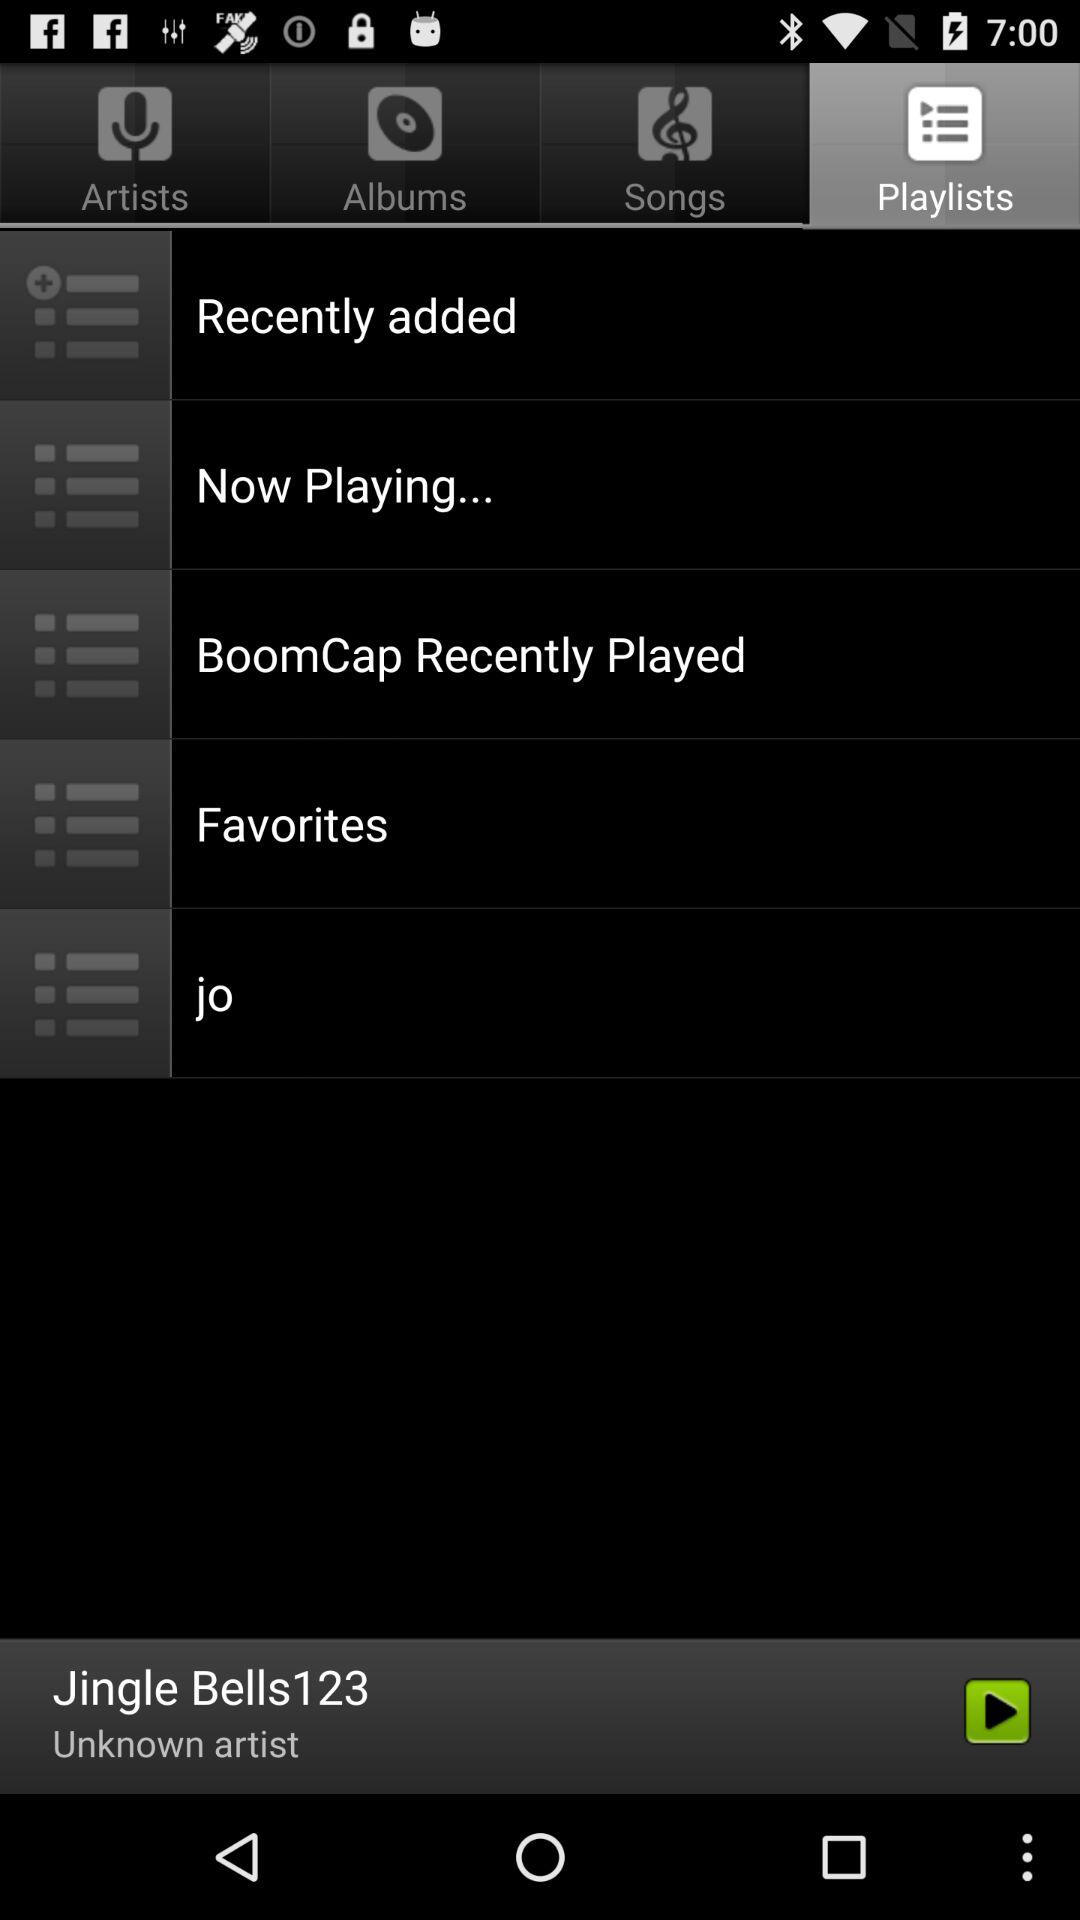 FAKE
7:00
Artists
Albums
Songs
Playlists
Recently added
Now Playing...
BoomCap Recently Played
Favorites
jo
Jingle Bells123
Unknown artist